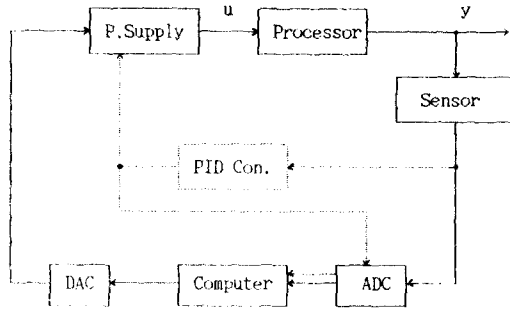 u
y
P.Supply
Processor
Sensor
PID Con.
DAC
Computer
ADC